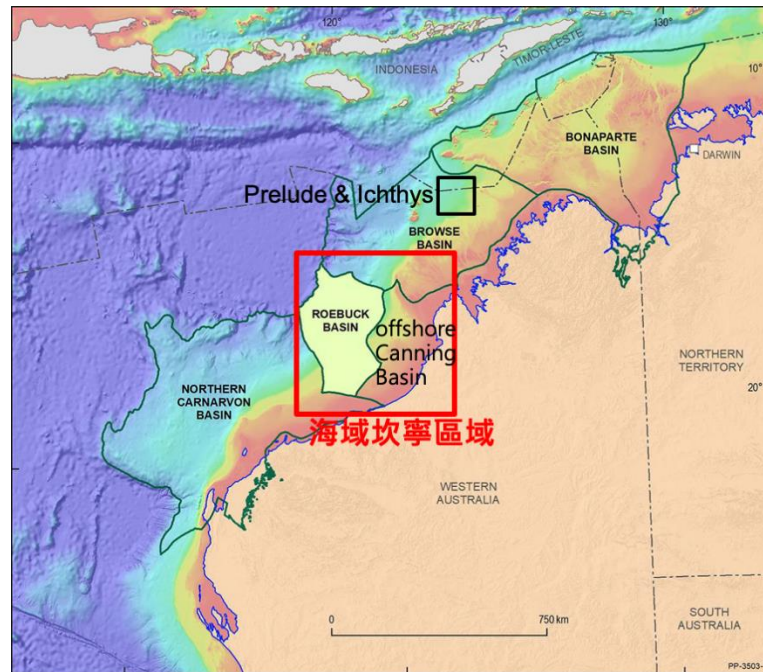 120°
130°
INDONESIA
TIMOR-LESTE
10°
BONAPARTE
BASIN
DARWIN
Prelude & Ichthys
BROWSE
BASIN
ROEBUCK
BASIN
offshore
Canning
Basin
NORTHERN
CARNARVON
BASIN
NORTHERN
TERRITORY
20°
海域坎寧區域
WESTERN
AUSTRALIA
0
750 km
SOUTH
AUSTRALIA
PP-3503-